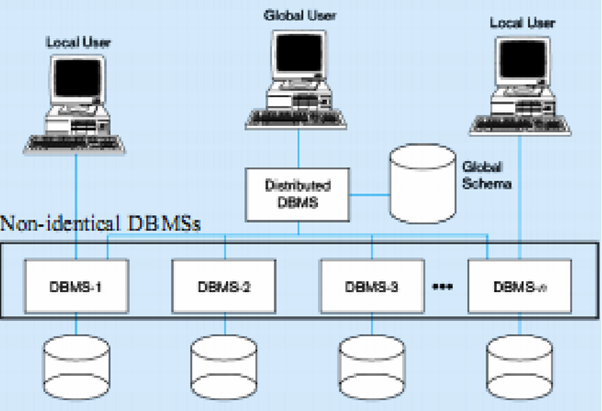 Global User
Local User
Local User
Distributed
DBMS
Global
Schema
Non-identical DBMSs
DBMS-1
DBMS-2
DBMS-3
•••
DBMS-n